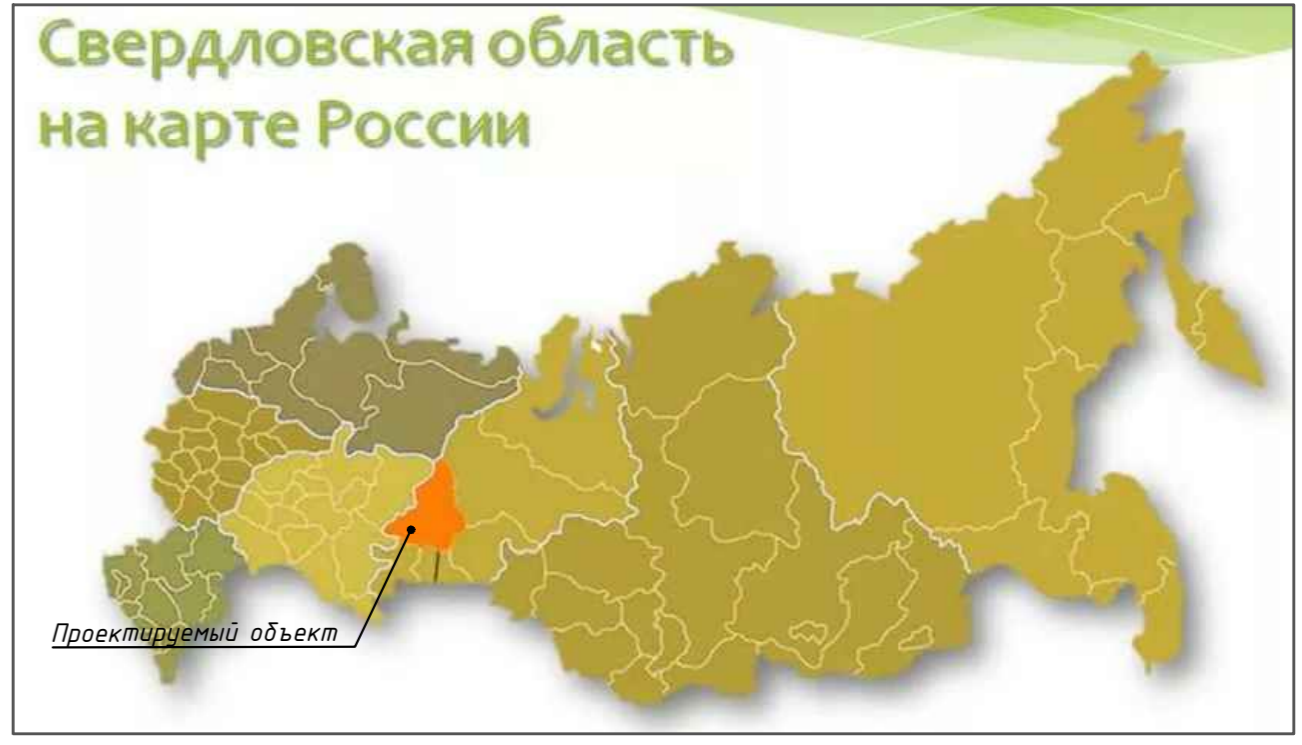 Свердловская область
на карте России
Проектируемый объект